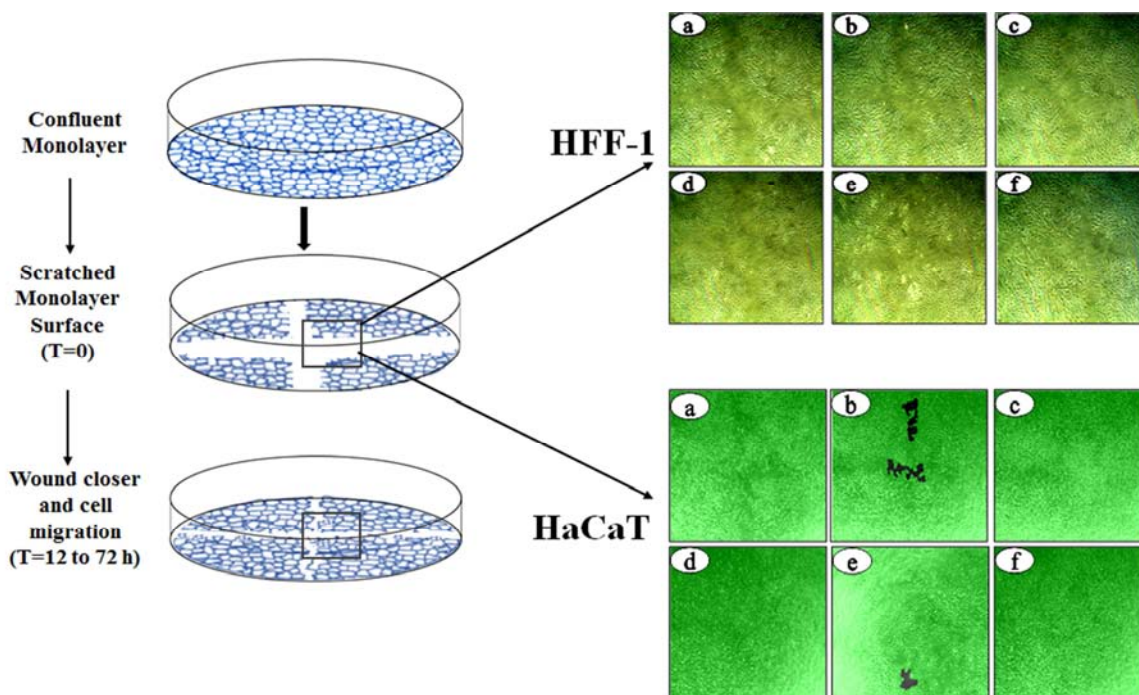 Confluent
Monolayer
Scratched
Monolayer
Surface
(T=0)
Wound closer
and cell
migration
(T=12 to 72 h)
HFF-1
a
b
c
d
e
f
HaCaT
a
b
c
d
e
f